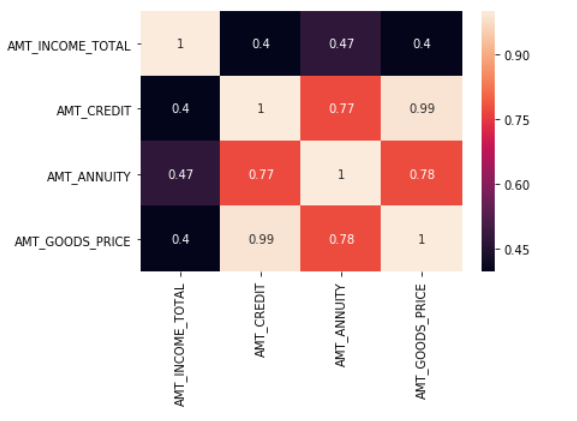 AMT_INCOME_TOTAL 1 0.4 0.47 0.4
AMT_CREDIT 0.4 1 0.77 0.99
AMT_ANNUITY 0.47 0.77 1 0.78
AMT_GOODS_PRICE 0.4 0.99 0.78 1
AMT_INCOME_TOTAL
AMT_CREDIT
AMT_ANNUITY
AMT_GOODS_PRICE
0.90
0.75
0.60
0.45